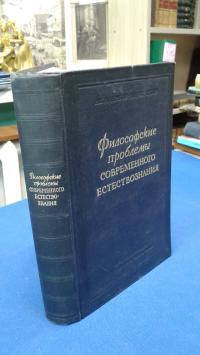 Философские
проблемы
СОВРЕМЕННОГО
ЕСТЕСТВОЗНАНИЯ
Философские
проблемы
СОВРЕМЕННОГО
ЕСТЕСТВО-
ЗНАНИЯ